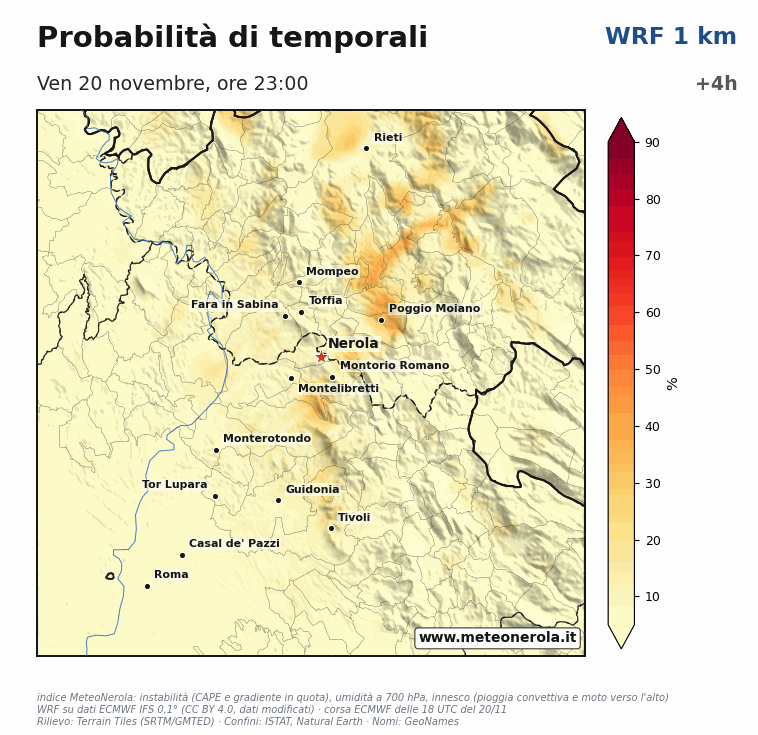 Probabilità di temporali
WRF 1 km
Ven 20 novembre, ore 23:00
+4h
Rieti
Mompeo
Fara in Sabina
Toffia
Poggio Moiano
Nerola
Montorio Romano
Montelibretti
Monterotondo
Tor Lupara
Guidonia
Tivoli
Casal de' Pazzi
Roma
www.meteonerola.it
90
80
70
60
50
40
30
20
10
%
indice MeteoNerola: instabilità (CAPE e gradiente in quota), umidità a 700 hPa, innesco (pioggia convettiva e moto verso l'alto)
WRF su dati ECMWF IFS 0,1° (CC BY 4.0, dati modificati) · corsa ECMWF delle 18 UTC del 20/11
Rilievo: Terrain Tiles (SRTM/GMTED) · Confini: ISTAT, Natural Earth · Nomi: GeoNames